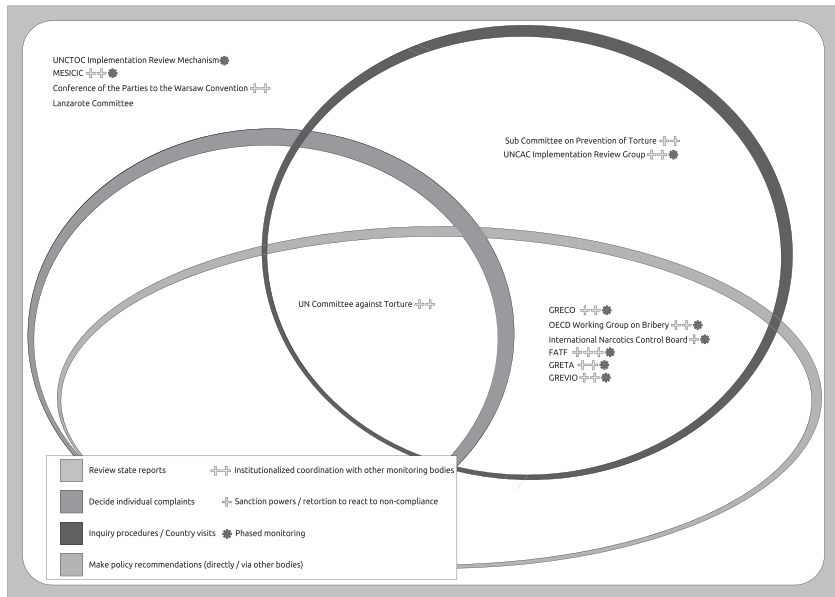 UNCTOC Implementation Review Mechanism
MESICIC
Conference of the Parties to the Warsaw Convention
Lanzarote Committee
Sub Committee on Prevention of Torture
UNCAC Implementation Review Group
UN Committee against Torture
GRECO
OECD Working Group on Bribery
International Narcotics Control Board
FATF
GRETA
GREVIO
Review state reports
Institutionalized coordination with other monitoring bodies
Decide individual complaints
Sanction powers / retortion to react to non-compliance
Inquiry procedures / Country visits
Phased monitoring
Make policy recommendations (directly / via other bodies)